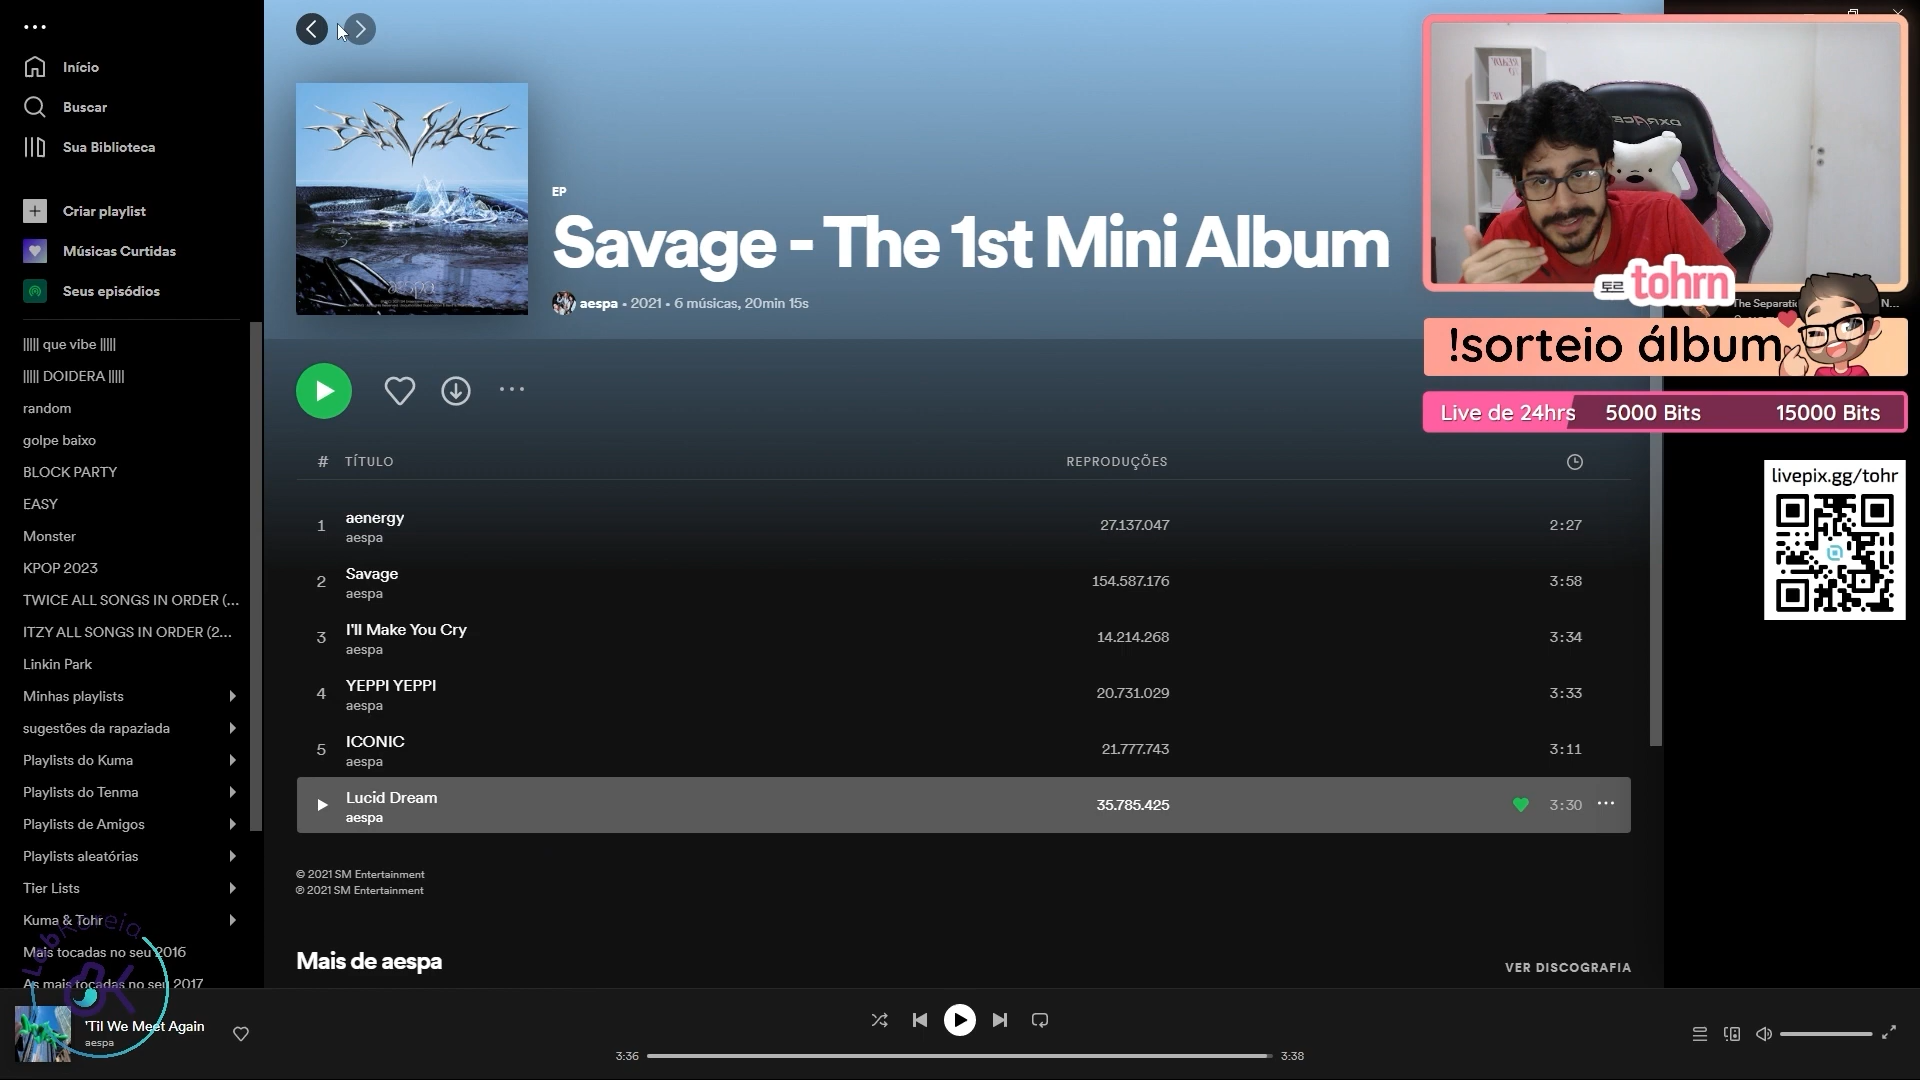 Início
Buscar
Sua Biblioteca
Criar playlist
Músicas Curtidas
Seus episódios
||||| que vibe |||||
||||| DOIDERA |||||
random
golpe baixo
BLOCK PARTY
EASY
Monster
KPOP 2023
TWICE ALL SONGS IN ORDER (...
ITZY ALL SONGS IN ORDER (2...
Linkin Park
Minhas playlists
sugestões da rapaziada
Playlists do Kuma
Playlists do Tenma
Playlists de Amigos
Playlists aleatórias
Tier Lists
Kuma & Tohr
Mais tocadas no seu 2016
As mais tocadas no seu 2017
LabKoreia
SAVAGE
aespa
EP
Savage - The 1st Mini Album
aespa • 2021 • 6 músicas, 20min 15s
# TÍTULO REPRODUÇÕES
1 aenergy 27.137.047 2:27
aespa
2 Savage 154.587.176 3:58
aespa
3 I'll Make You Cry 14.214.268 3:34
aespa
4 YEPPI YEPPI 20.731.029 3:33
aespa
5 ICONIC 21.777.743 3:11
aespa
Lucid Dream 35.785.425 3:30
aespa
© 2021 SM Entertainment
℗ 2021 SM Entertainment
Mais de aespa
VER DISCOGRAFIA
토르 tohrn
The Separati
N...
!sorteio álbum
Live de 24hrs 5000 Bits 15000 Bits
livepix.gg/tohr
'Til We Meet Again
aespa
3:36
3:38